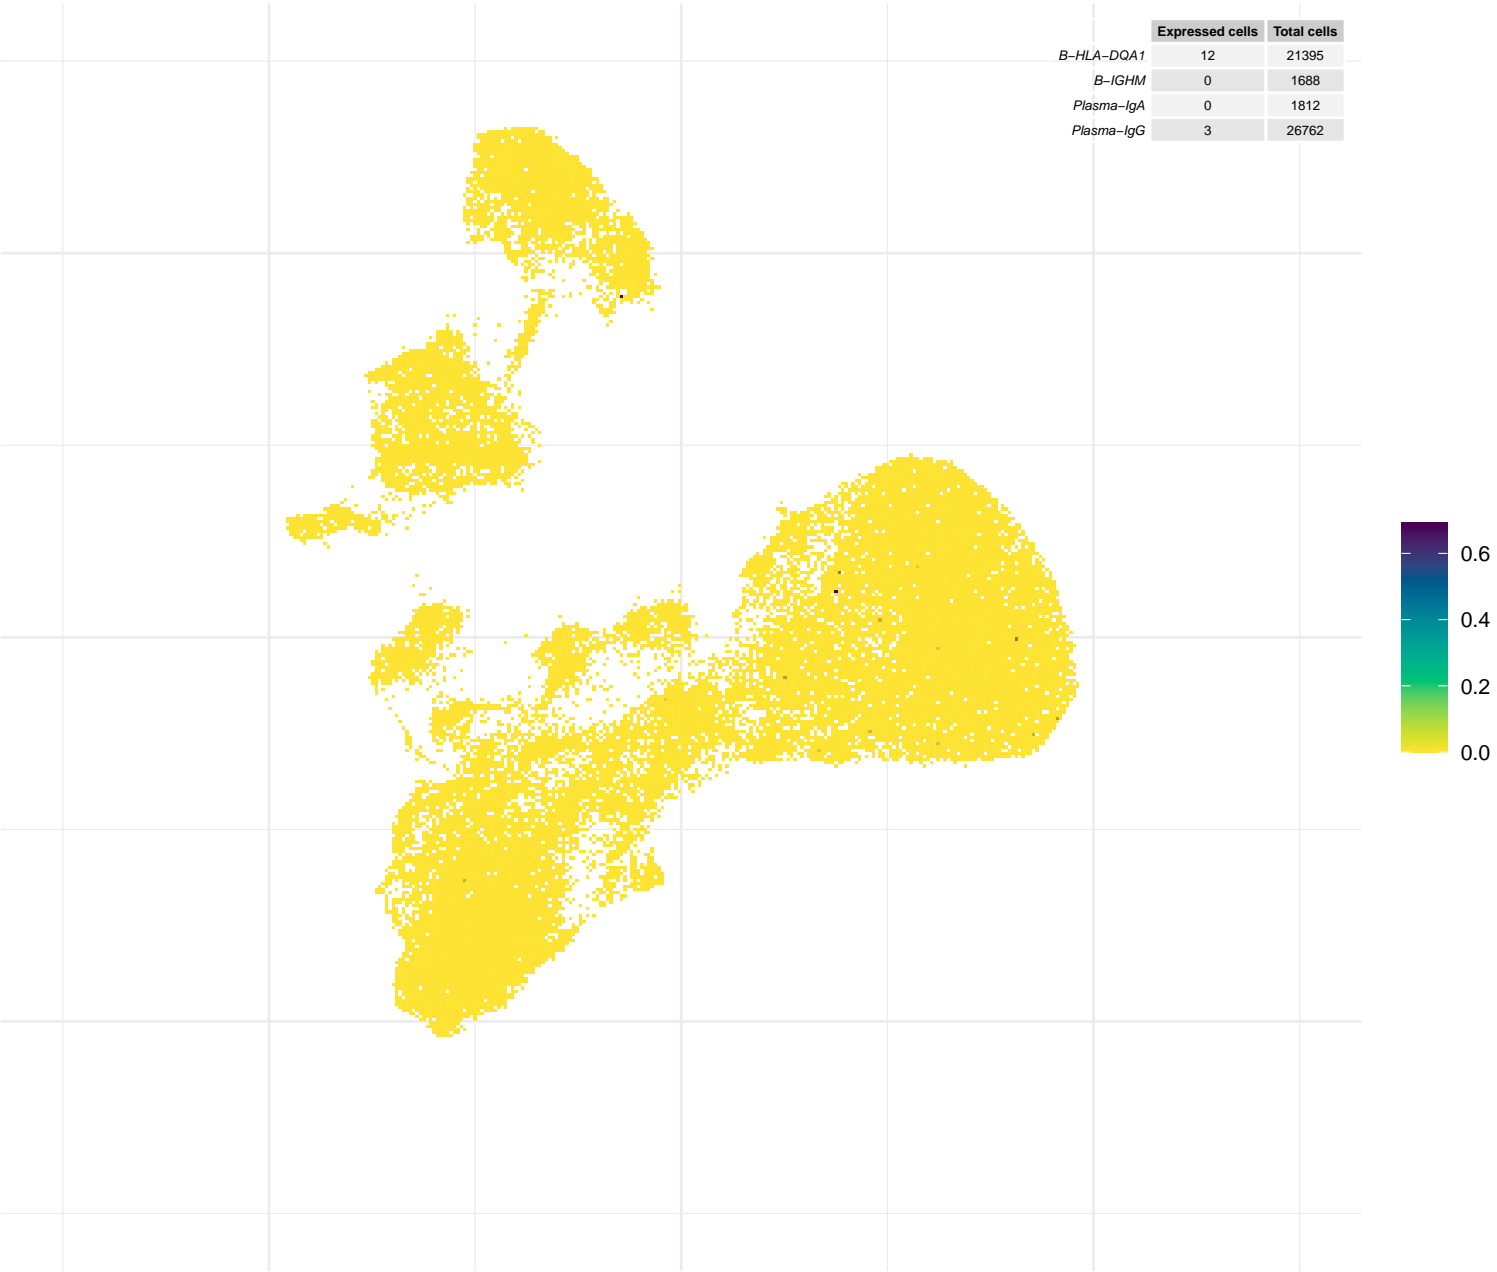 Expressed cells Total cells
B−HLA−DQA1 12 21395
B−IGHM 0 1688
Plasma−IgA 0 1812
Plasma−IgG 3 26762
0.6
0.4
0.2
0.0